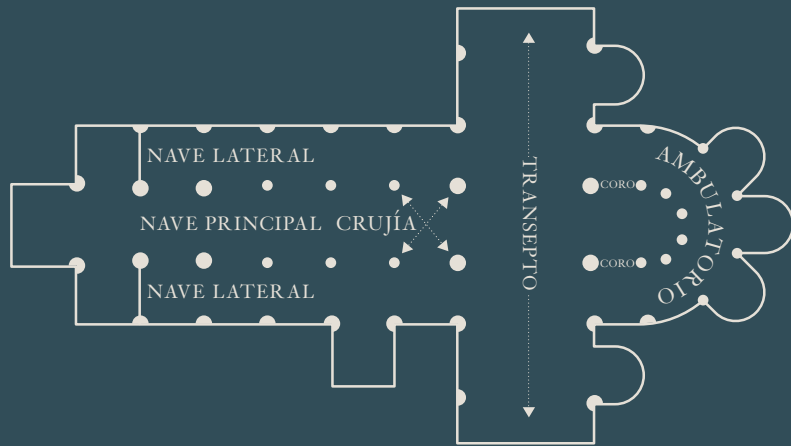 NAVE LATERAL
NAVE PRINCIPAL CRUJÍA
NAVE LATERAL
TRANSEPTO
CORO
CORO
AMBULATORIO